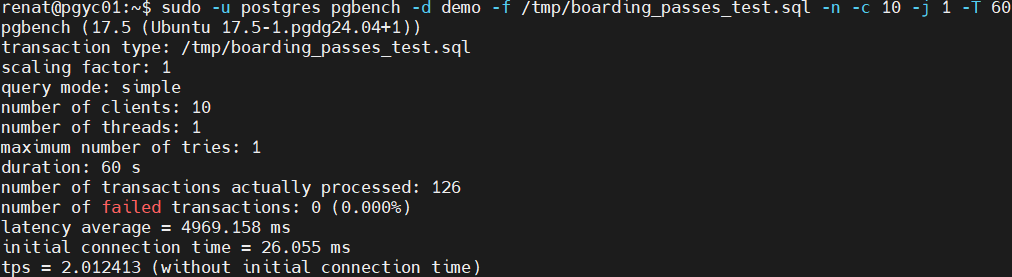 renat@pgyc01:~$ sudo -u postgres pgbench -d demo -f /tmp/boarding_passes_test.sql -n -c 10 -j 1 -T 60
pgbench (17.5 (Ubuntu 17.5-1.pgdg24.04+1))
transaction type: /tmp/boarding_passes_test.sql
scaling factor: 1
query mode: simple
number of clients: 10
number of threads: 1
maximum number of tries: 1
duration: 60 s
number of transactions actually processed: 126
number of failed transactions: 0 (0.000%)
latency average = 4969.158 ms
initial connection time = 26.055 ms
tps = 2.012413 (without initial connection time)